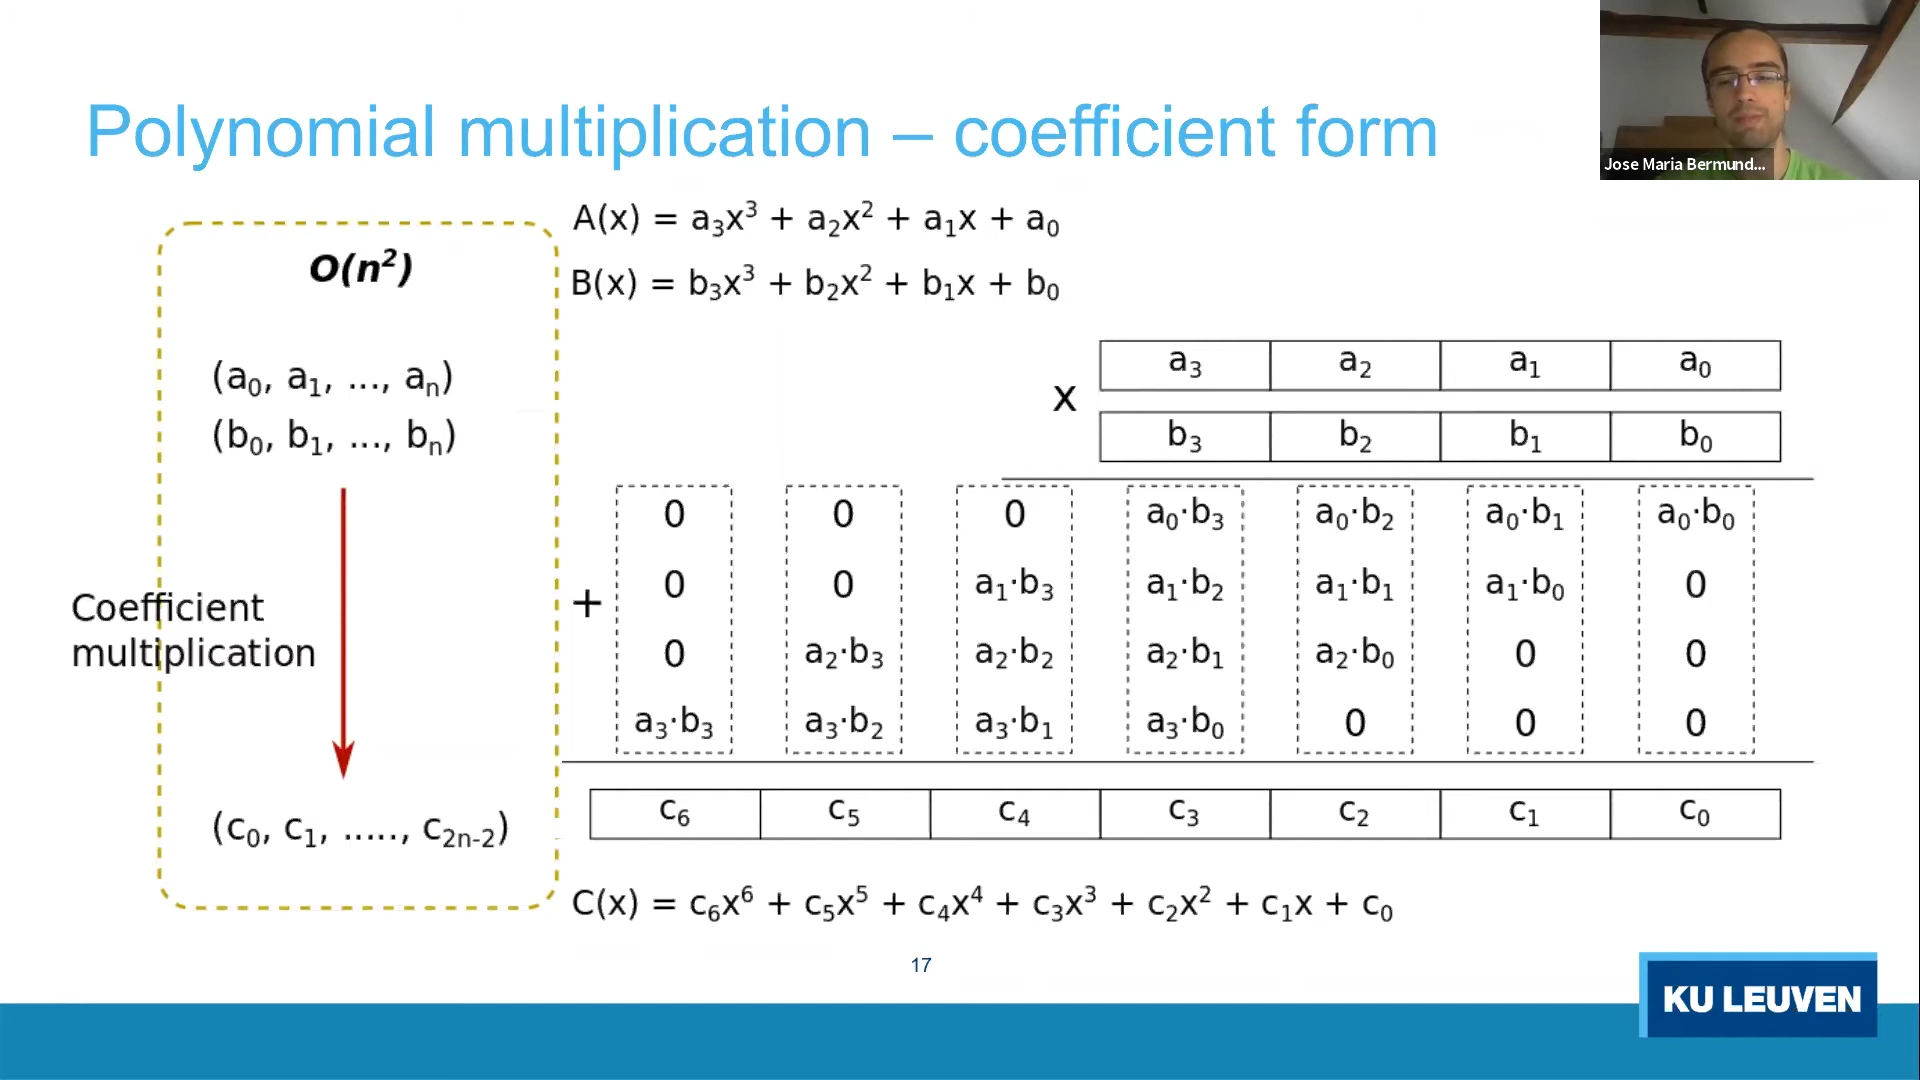 Polynomial multiplication – coefficient form
Jose Maria Bermund...
A(x) = a₃x³ + a₂x² + a₁x + a₀
B(x) = b₃x³ + b₂x² + b₁x + b₀
O(n²)
(a₀, a₁, ..., aₙ)
(b₀, b₁, ..., bₙ)
Coefficient
multiplication
(c₀, c₁, ....., c₂ₙ₋₂)
a₃ a₂ a₁ a₀
x
b₃ b₂ b₁ b₀
0 0 0 a₀·b₃ a₀·b₂ a₀·b₁ a₀·b₀
+ 0 0 a₁·b₃ a₁·b₂ a₁·b₁ a₁·b₀ 0
0 a₂·b₃ a₂·b₂ a₂·b₁ a₂·b₀ 0 0
a₃·b₃ a₃·b₂ a₃·b₁ a₃·b₀ 0 0 0
c₆ c₅ c₄ c₃ c₂ c₁ c₀
C(x) = c₆x⁶ + c₅x⁵ + c₄x⁴ + c₃x³ + c₂x² + c₁x + c₀
17
KU LEUVEN